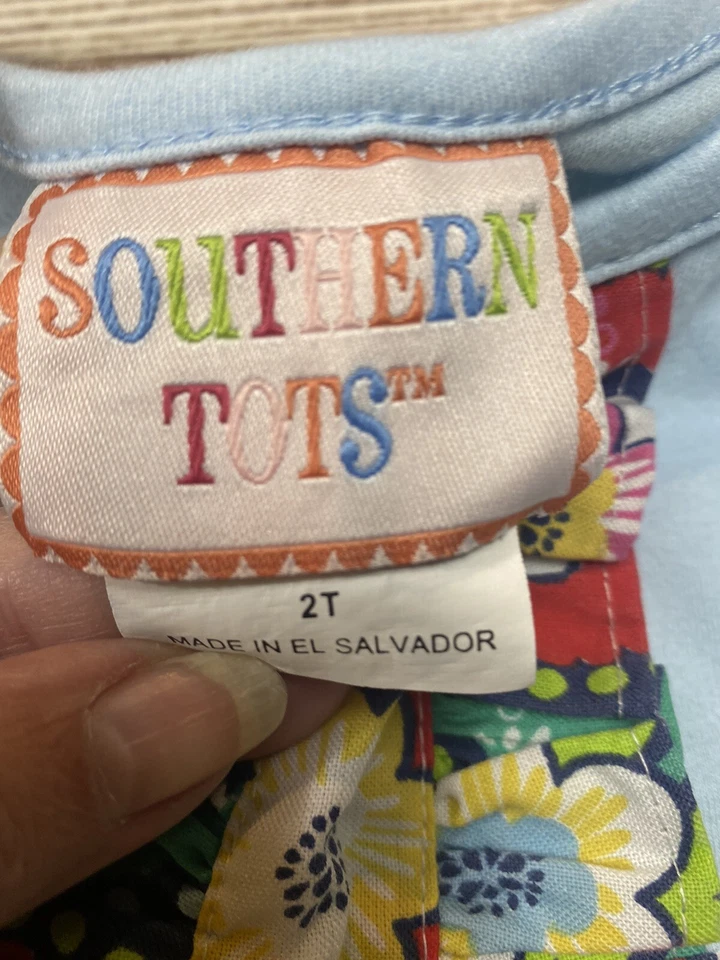 SOUTHERN
TOTS™
2T
MADE IN EL SALVADOR